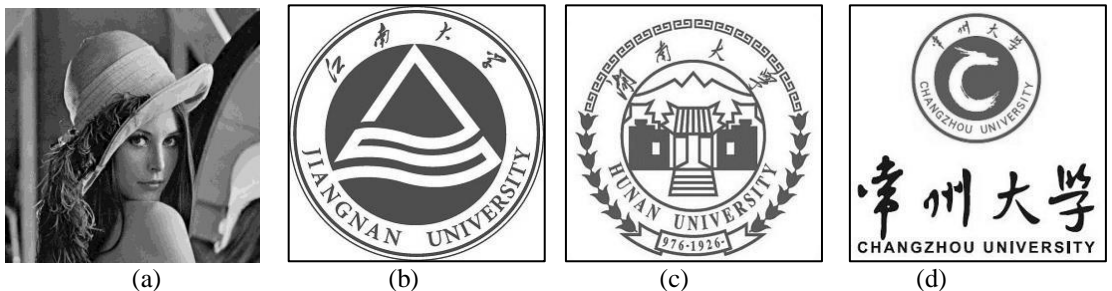 江南大学
JIANGNAN UNIVERSITY
湖南大学
HUNAN UNIVERSITY
976-1926-
常州大学
CHANGZHOU UNIVERSITY
常州大学
CHANGZHOU UNIVERSITY
(a) (b) (c) (d)